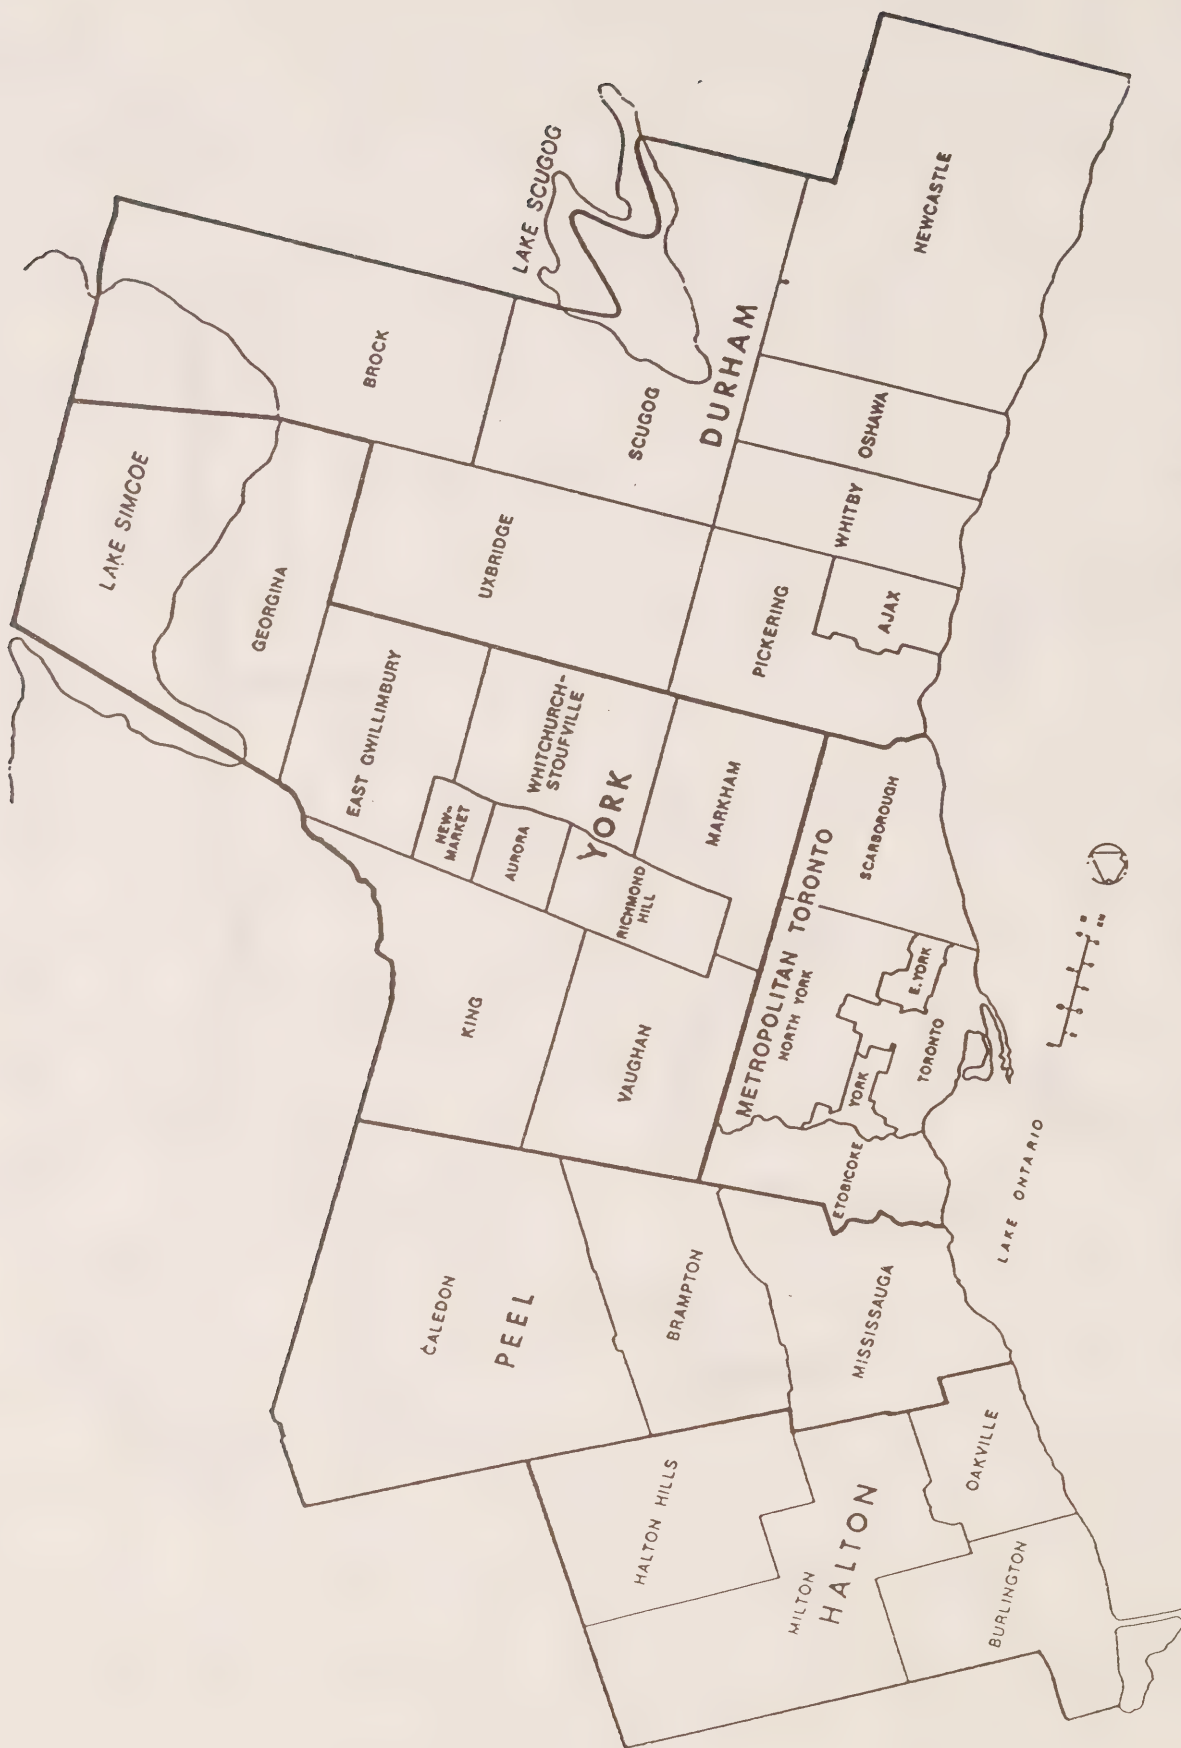 LAKE SIMCOE
GEORGINA
BROCK
LAKE SCUGOG
SCUGOG
UXBRIDGE
DURHAM
NEWCASTLE
OSHAWA
WHITBY
AJAX
PICKERING
EAST GWILLIMBURY
WHITCHURCH-
STOUFVILLE
NEW-
MARKET
AURORA
YORK
RICHMOND
HILL
MARKHAM
KING
VAUGHAN
METROPOLITAN TORONTO
NORTH YORK
SCARBOROUGH
E.YORK
YORK
TORONTO
ETOBICOKE
LAKE ONTARIO
CALEDON
PEEL
BRAMPTON
MISSISSAUGA
HALTON HILLS
MILTON
HALTON
OAKVILLE
BURLINGTON